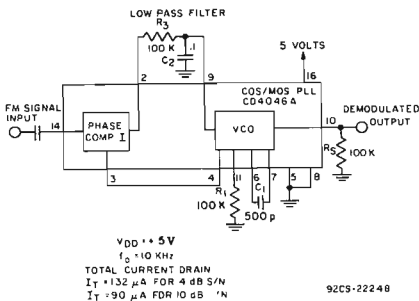 LOW PASS FILTER
R3
100 K
.1
C2
5 VOLTS
2
9
COS/MOS PLL
CD4046A
16
FM SIGNAL
INPUT
14
PHASE
COMP I
VCO
10
DEMODULATED
OUTPUT
RS
100K
3
4
11
6
7
5
8
R1
100 K
C1
500 p
VDD = + 5V
fo = 10 KHz
TOTAL CURRENT DRAIN
IT = 132 μA FOR 4 dB S/N
IT = 90 μA FDR 10 dB /N
92CS-22248